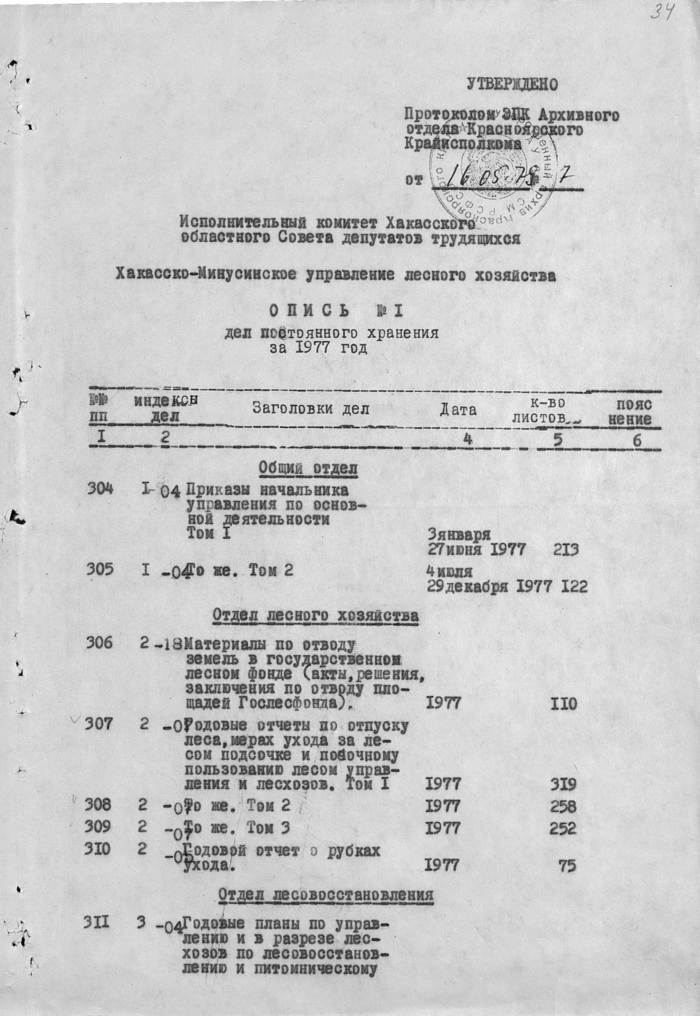 34
УТВЕРЖДЕНО
Протоколом ЭПК Архивного
отдела Красноярского
Крайисполкома
от 16.05.79 № 7
Исполнительный комитет Хакасского
областного Совета депутатов трудящихся
Хакасско-Минусинское управление лесного хозяйства
О П И С Ь №I
дел постоянного хранения
за 1977 год
№№ пп индексы дел Заголовки дел Дата к-во листов пояс нение
I 2 4 5 6
Общий отдел
304 I-04 Приказы начальника
управления по основ-
ной деятельности
Том I 3января
27июня 1977 213
305 I -04 То же. Том 2 4июля
29декабря 1977 I22
Отдел лесного хозяйства
306 2 -18 Материалы по отводу
земель в государственном
лесном фонде (акты,решения,
заключения по отводу пло-
щадей Гослесфонда). 1977 II0
307 2 -07 Годовые отчеты по отпуску
леса,мерах ухода за ле-
сом подсочке и побочному
пользованию лесом управ-
ления и лесхозов. Том I 1977 3I9
308 2 -07 То же. Том 2 1977 258
309 2 -07 То же. Том 3 1977 252
3I0 2 Годовой отчет о рубках
ухода. 1977 75
Отдел лесовосстановления
3II 3 -04 Годовые планы по управ-
лению и в разрезе лес-
хозов по лесовосстанов-
лению и питомническому